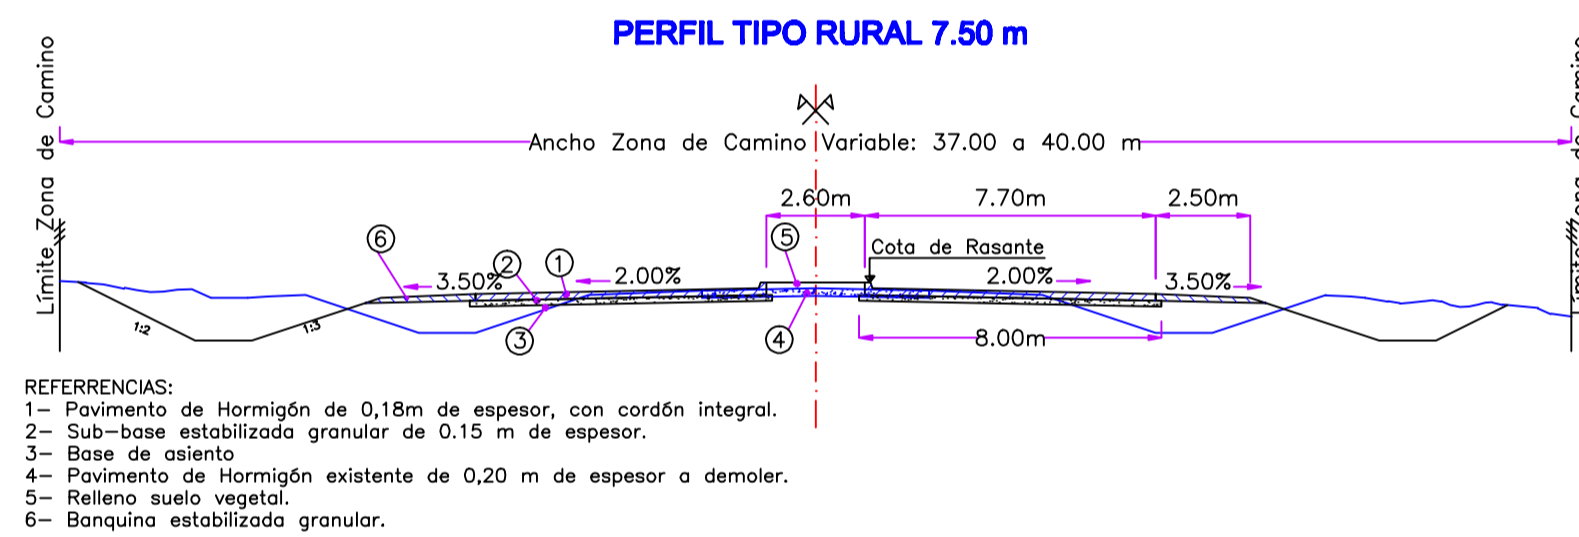 PERFIL TIPO RURAL 7.50 m
Límite Zona de Camino
Límite Zona de Camino
Ancho Zona de Camino Variable: 37.00 a 40.00 m
2.60m 7.70m 2.50m
6 5
Cota de Rasante
3.50% 2 1 2.00% 2.00% 3.50%
1:2 1:3 3 4 8.00m
REFERRENCIAS:
1- Pavimento de Hormigón de 0,18m de espesor, con cordón integral.
2- Sub-base estabilizada granular de 0.15 m de espesor.
3- Base de asiento
4- Pavimento de Hormigón existente de 0,20 m de espesor a demoler.
5- Relleno suelo vegetal.
6- Banquina estabilizada granular.